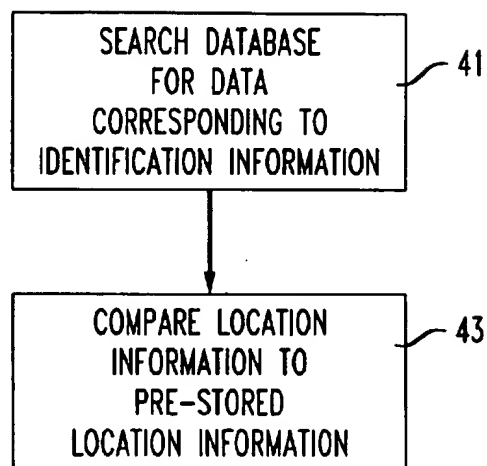 SEARCH DATABASE
FOR DATA
CORRESPONDING TO
IDENTIFICATION INFORMATION
41
COMPARE LOCATION
INFORMATION TO
PRE-STORED
LOCATION INFORMATION
43